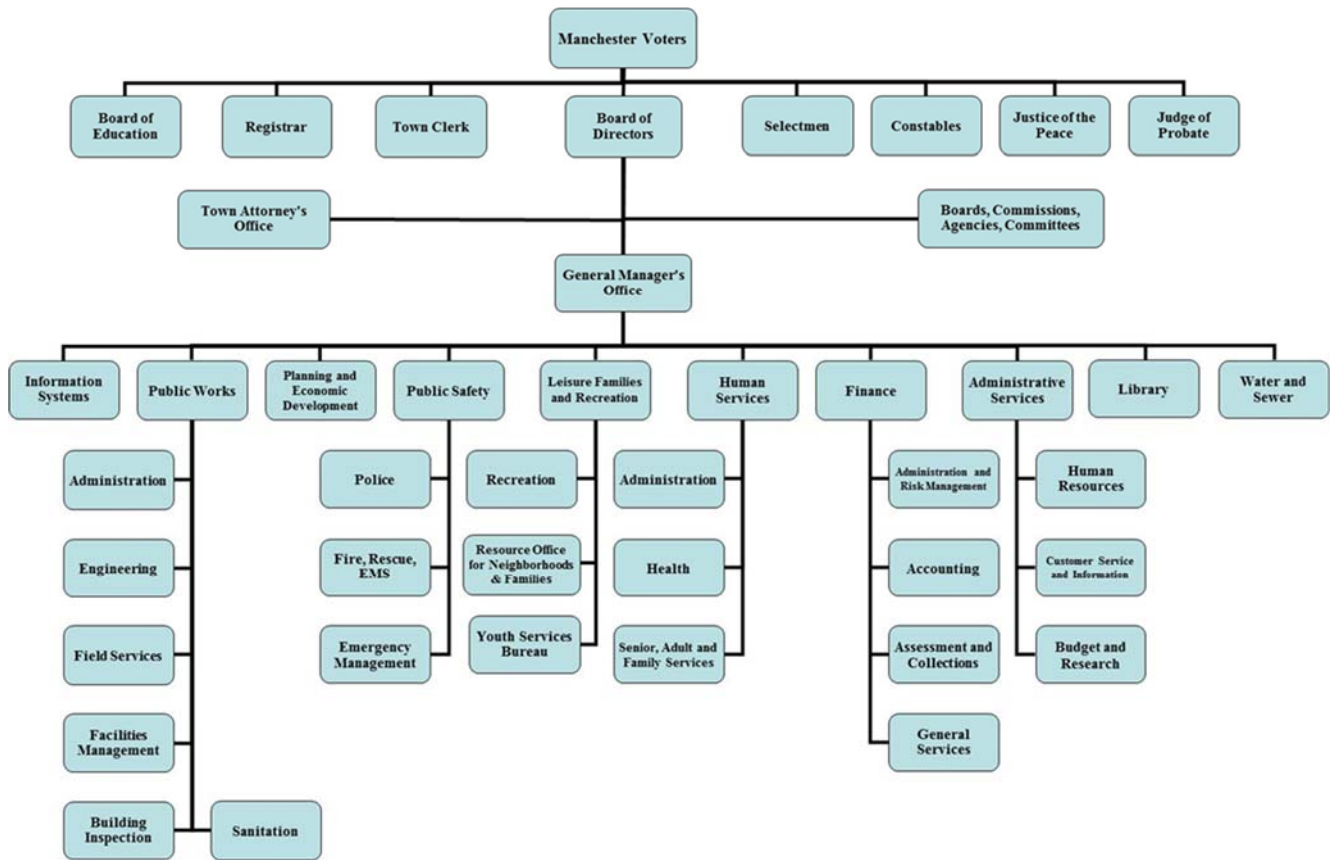 Manchester Voters
Board of
Education
Registrar
Town Clerk
Board of
Directors
Selectmen
Constables
Justice of the
Peace
Judge of
Probate
Town Attorney's
Office
Boards, Commissions,
Agencies, Committees
General Manager's
Office
Information
Systems
Public Works
Planning and
Economic
Development
Public Safety
Leisure Families
and Recreation
Human
Services
Finance
Administrative
Services
Library
Water and
Sewer
Administration
Engineering
Field Services
Facilities
Management
Building
Inspection
Sanitation
Police
Fire, Rescue,
EMS
Emergency
Management
Recreation
Resource Office
for Neighborhoods
& Families
Youth Services
Bureau
Administration
Health
Senior, Adult and
Family Services
Administration and
Risk Management
Accounting
Assessment and
Collections
General
Services
Human
Resources
Customer Service
and Information
Budget and
Research